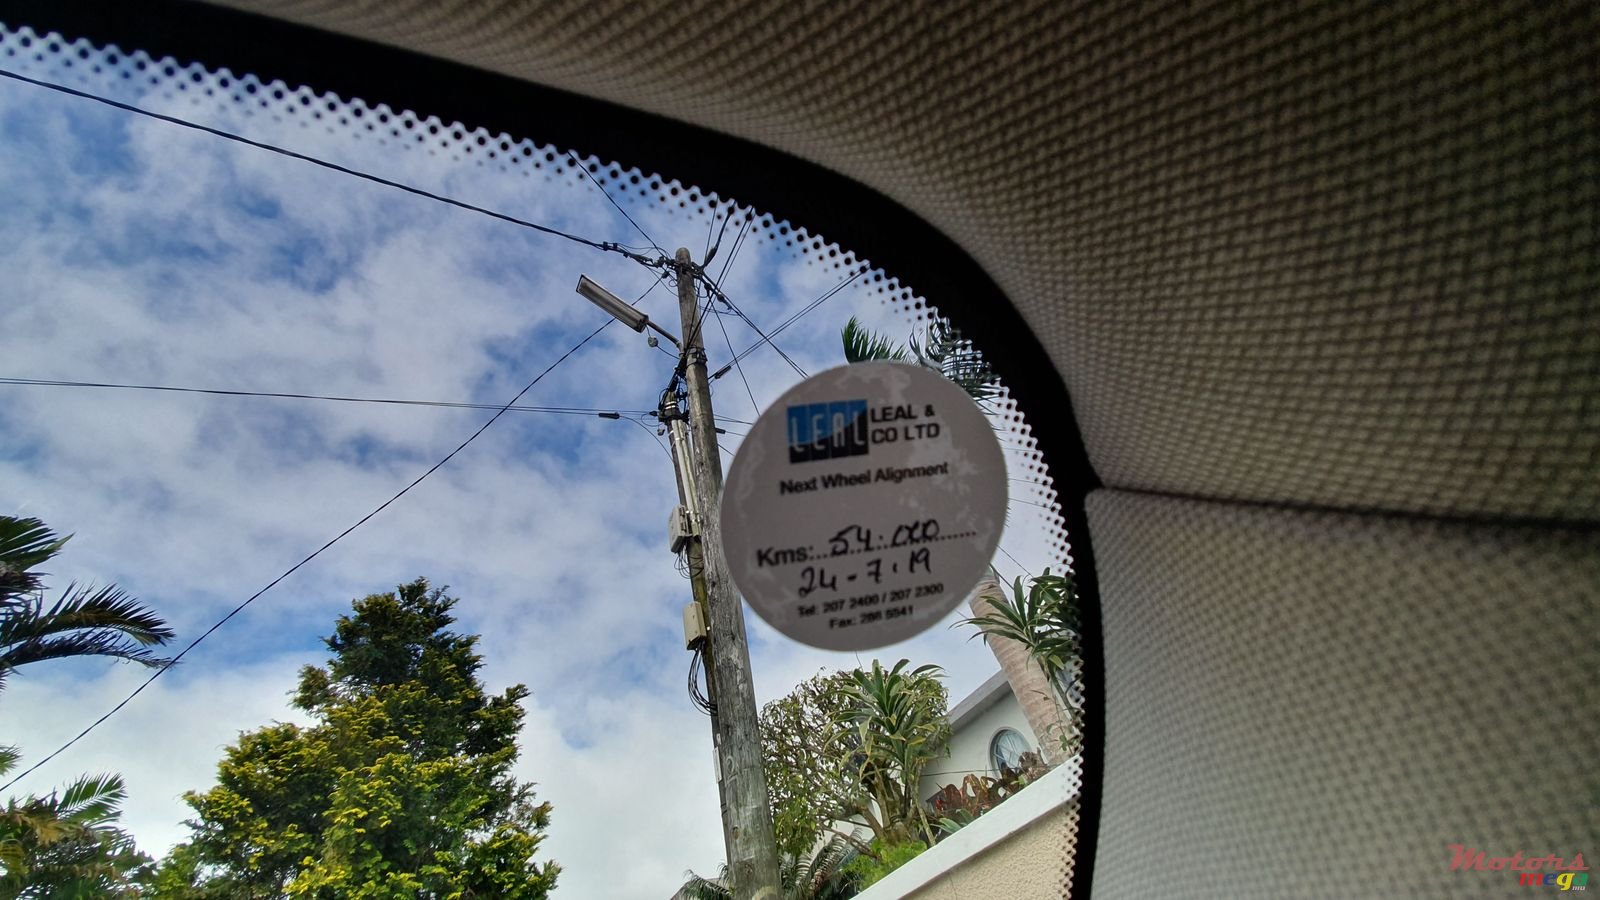 LEAL
LEAL &
CO LTD
Next Wheel Alignment
Kms:...54.000......
24-7.19
Tel: 207 2400 / 207 2300
Fax: 286 5541
Motors
mega.mu